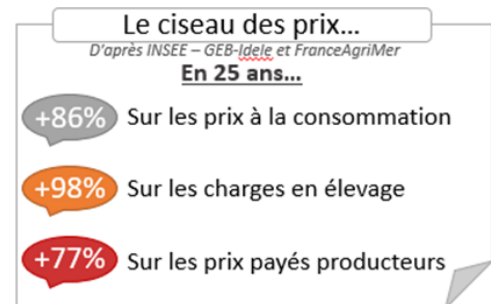 Le ciseau des prix...
D'après INSEE – GEB-Idele et FranceAgriMer
En 25 ans...
+86% Sur les prix à la consommation
+98% Sur les charges en élevage
+77% Sur les prix payés producteurs